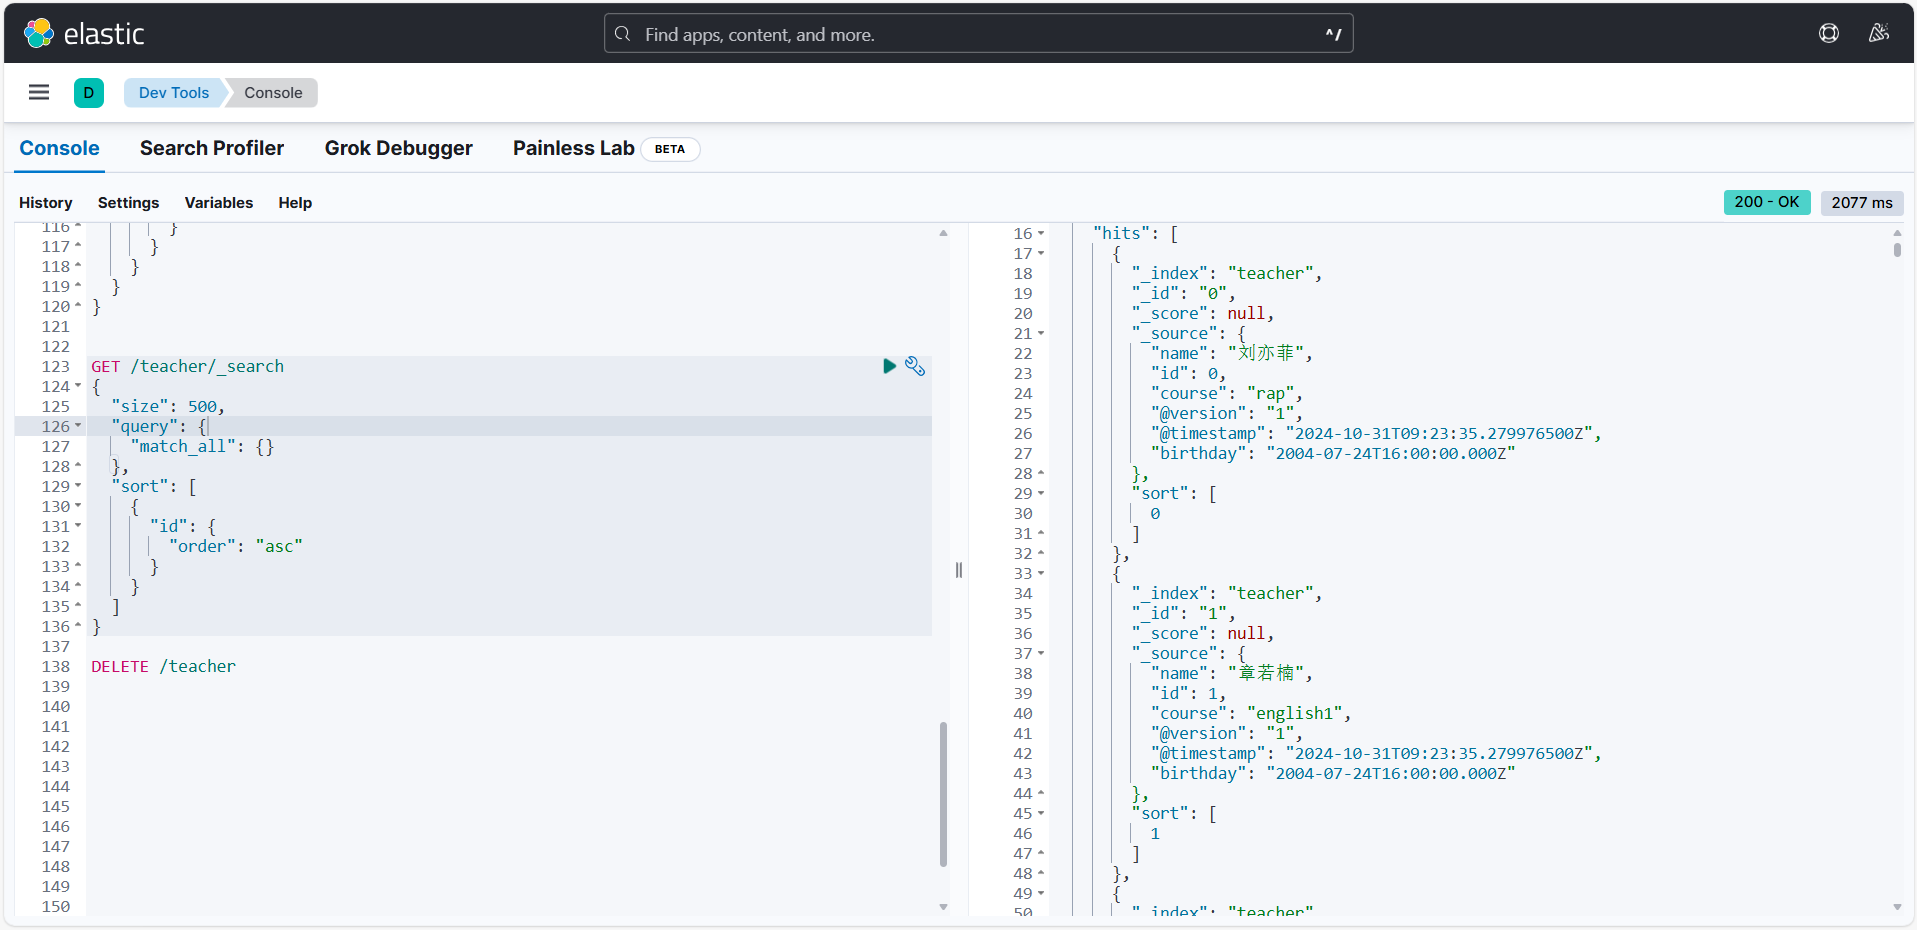 elastic
Find apps, content, and more.
^/
D
Dev Tools
Console
Console
Search Profiler
Grok Debugger
Painless Lab
BETA
History
Settings
Variables
Help
200 - OK
2077 ms
116 }
117 }
118 }
119 }
120 }
121
122
123 GET /teacher/_search
124 {
125 "size": 500,
126 "query": {
127 "match_all": {}
128 },
129 "sort": [
130 {
131 "id": {
132 "order": "asc"
133 }
134 }
135 ]
136 }
137
138 DELETE /teacher
139
140
141
142
143
144
145
146
147
148
149
150
16 "hits": [
17 {
18 "_index": "teacher",
19 "_id": "0",
20 "_score": null,
21 "_source": {
22 "name": "刘亦菲",
23 "id": 0,
24 "course": "rap",
25 "@version": "1",
26 "@timestamp": "2024-10-31T09:23:35.279976500Z",
27 "birthday": "2004-07-24T16:00:00.000Z"
28 },
29 "sort": [
30 0
31 ]
32 },
33 {
34 "_index": "teacher",
35 "_id": "1",
36 "_score": null,
37 "_source": {
38 "name": "章若楠",
39 "id": 1,
40 "course": "english1",
41 "@version": "1",
42 "@timestamp": "2024-10-31T09:23:35.279976500Z",
43 "birthday": "2004-07-24T16:00:00.000Z"
44 },
45 "sort": [
46 1
47 ]
48 },
49 {
50 "_index": "teacher"